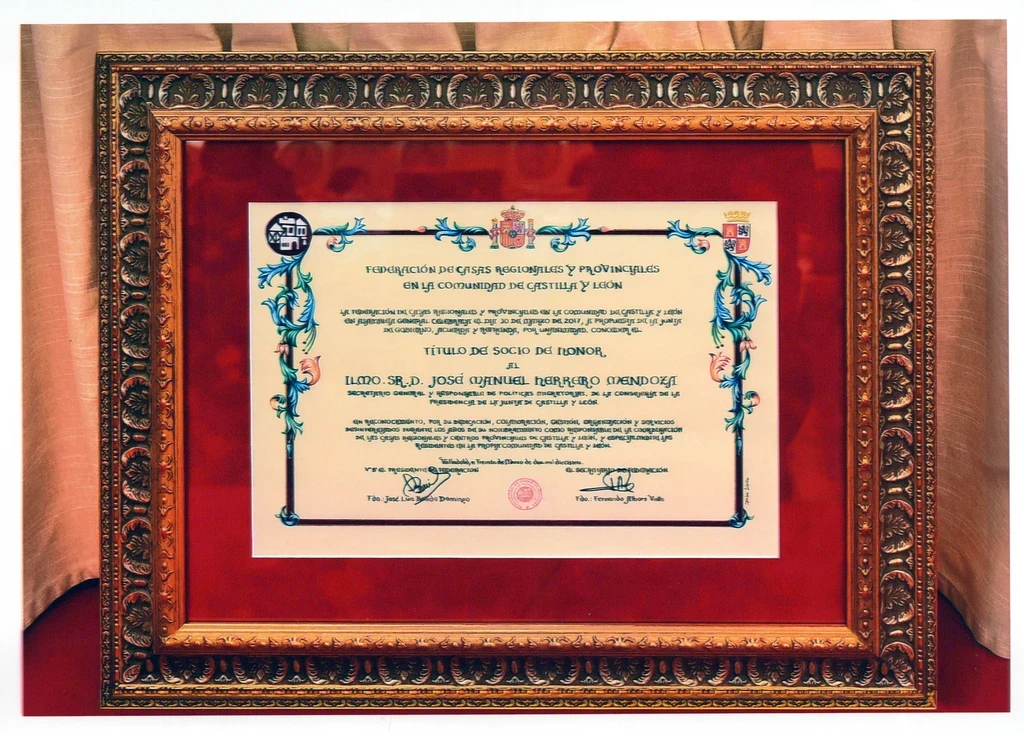 FEDERACIÓN DE CASAS REGIONALES Y PROVINCIALES
EN LA COMUNIDAD DE CASTILLA Y LEÓN
LA FEDERACIÓN DE CASAS REGIONALES Y PROVINCIALES EN LA COMUNIDAD DE CASTILLA Y LEÓN
EN ASAMBLEA GENERAL CELEBRADA EL DIA 30 DE MARZO DE 2017, A PROPUESTA DE LA JUNTA
DE GOBIERNO, ACUERDA Y REFRENDA, POR UNANIMIDAD, CONCEDER EL
TÍTULO DE SOCIO DE HONOR,
AL
ILMO. SR. D. JOSÉ MANUEL HERRERO MENDOZA
SECRETARIO GENERAL Y RESPONSABLE DE POLÍTICAS MIGRATORIAS, DE LA CONSEJERÍA DE LA
PRESIDENCIA DE LA JUNTA DE CASTILLA Y LEÓN.
EN RECONOCIMIENTO, POR SU DEDICACIÓN, COLABORACIÓN, GESTIÓN, ORGANIZACIÓN Y SERVICIOS
DESINTERESADOS DURANTE LOS AÑOS DE SU NOMBRAMIENTO COMO RESPONSABLE DE LA COORDINACIÓN
DE LAS CASAS REGIONALES Y CENTROS PROVINCIALES DE CASTILLA Y LEÓN, Y ESPECIALMENTE LAS
RESIDENTES EN LA PROPIA COMUNIDAD DE CASTILLA Y LEÓN.
Valladolid, a Treinta de Marzo de dos mil diecisiete
Vº Bº EL PRESIDENTE DE FEDERACIÓN EL SECRETARIO DE FEDERACIÓN
Fdo.: José Luis Domingo Fdo.: Fernando Valle